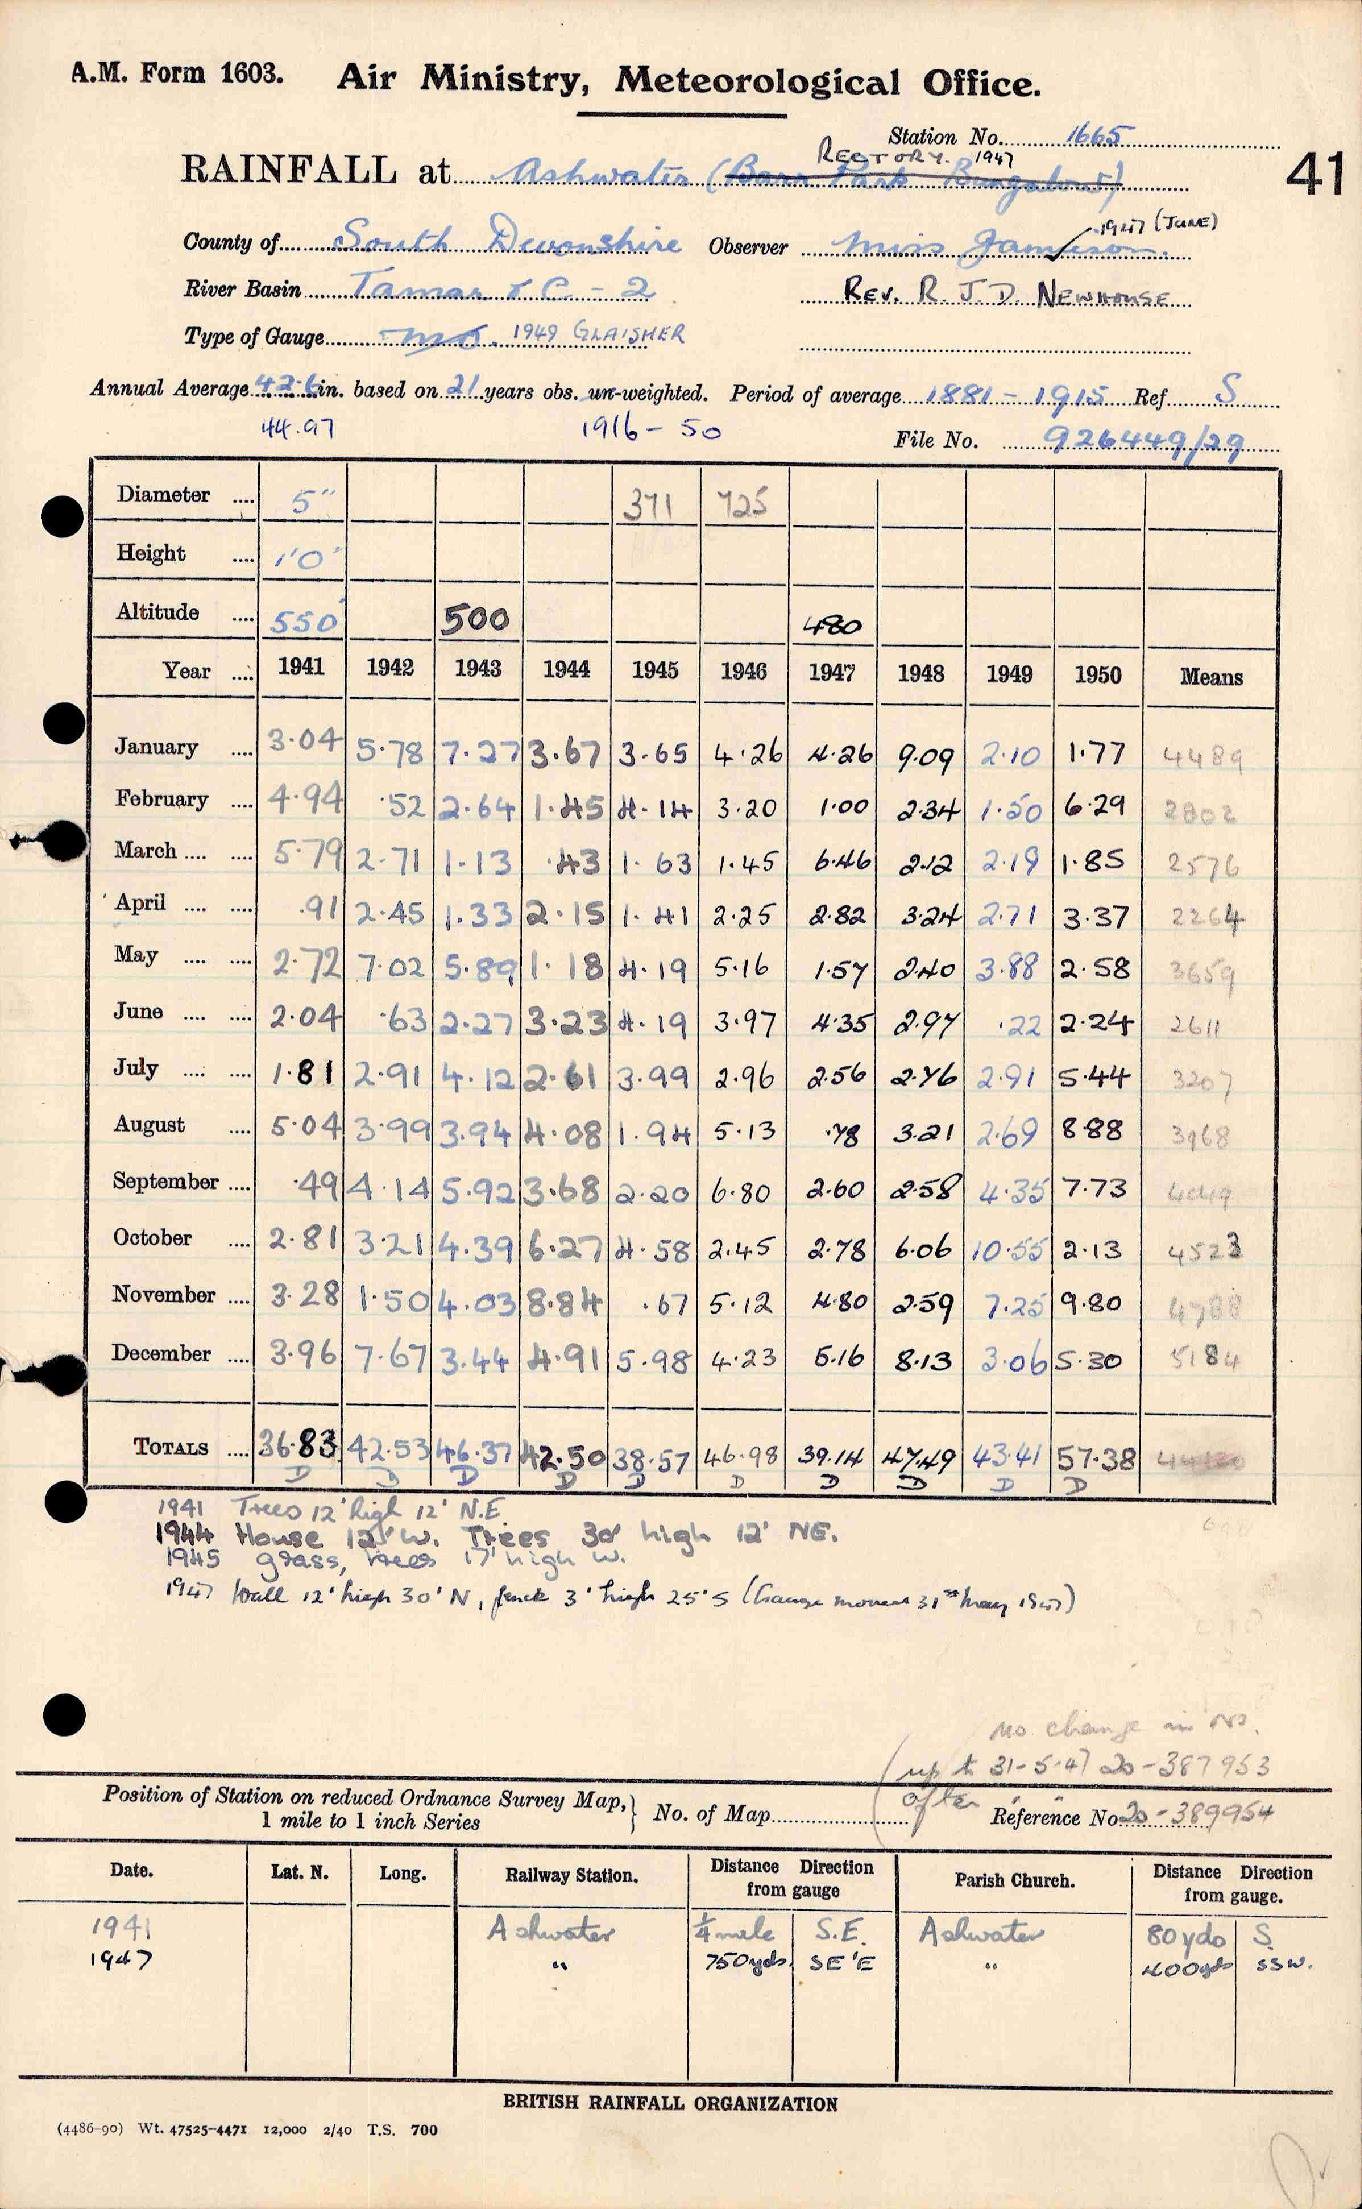 A.M. Form 1603. Air Ministry, Meteorological Office.
Station No. 1665
RECTORY. 1947
RAINFALL at Ashwater (Barr Park Bungalow) 41
1947 (JUNE)
County of South Devonshire Observer Miss Jamieson.
River Basin Tamar & C - 2 REV. R. J. D. NEWHOUSE
Type of Gauge MO. 1949 GLAISHER
Annual Average 42.6 in. based on 21 years obs. un-weighted. Period of average 1881 - 1915 Ref S
44.97 1916 - 50 File No. 926449/29
Diameter .... 5" 371 725
Height .... 1'0"
Altitude .... 550' 500 480
Year .... 1941 1942 1943 1944 1945 1946 1947 1948 1949 1950 Means
January .... 3.04 5.78 7.27 3.67 3.65 4.26 4.26 9.09 2.10 1.77 4489
February .... 4.94 .52 2.64 1.45 4.14 3.20 1.00 2.34 1.50 6.29 2802
March .... .... 5.79 2.71 1.13 .43 1.63 1.45 6.46 2.12 2.19 1.85 2576
April .... .... .91 2.45 1.33 2.15 1.41 2.25 2.82 3.24 2.71 3.37 2264
May .... .... 2.72 7.02 5.89 1.18 4.19 5.16 1.57 2.40 3.88 2.58 3659
June .... .... 2.04 .63 2.27 3.23 4.19 3.97 4.35 2.97 .22 2.24 2611
July .... .... 1.81 2.91 4.12 2.61 3.99 2.96 2.56 2.76 2.91 5.44 3207
August .... 5.04 3.99 3.94 4.08 1.94 5.13 .78 3.21 2.69 8.88 3968
September .... .49 4.14 5.92 3.68 2.20 6.80 2.60 2.58 4.35 7.73 4049
October .... 2.81 3.21 4.39 6.27 4.58 2.45 2.78 6.06 10.55 2.13 4523
November .... 3.28 1.50 4.03 8.84 .67 5.12 4.80 2.59 7.25 9.80 4788
December .... 3.96 7.67 3.44 4.91 5.98 4.23 5.16 8.13 3.06 5.30 5184
TOTALS .... 36.83 42.53 46.37 42.50 38.57 46.98 39.14 47.49 43.41 57.38
D D D D D D D D D D
1941 Trees 12' high 12' N.E
1944 House 12' W. Trees 30' high 12' NE.
1945 grass, trees 17' high W.
1947 Wall 12' high 30' N, fence 3' high 25' S (Gauge moved 31st May 1947)
no change in No.
(up to 31-5-47 20-387953
Position of Station on reduced Ordnance Survey Map, 1 mile to 1 inch Series } No. of Map (after " " Reference No 20-389954
Date. Lat. N. Long. Railway Station. Distance from gauge Direction Parish Church. Distance from gauge. Direction
1941 Ashwater 1/4 mile S.E. Ashwater 80 yds S.
1947 " 750 yds. SE'E " 400 yds SSW.
BRITISH RAINFALL ORGANIZATION
(4486-90) Wt. 47525-4471 12,000 2/40 T.S. 700